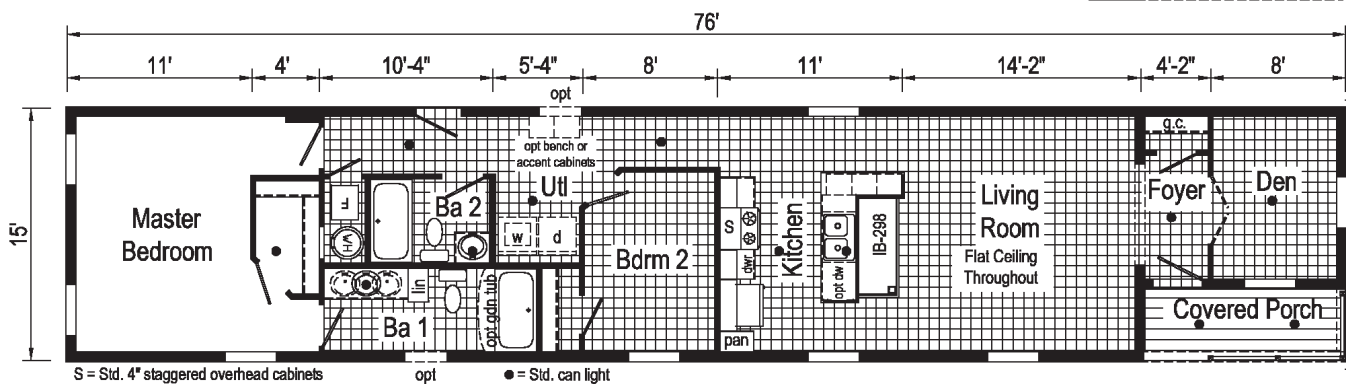 76'
11'
4'
10'-4"
5'-4"
8'
11'
14'-2"
4'-2"
8'
15'
opt
opt bench or
accent cabinets
Utl
g.c.
Foyer
Den
Master
Bedroom
F
WH
Ba 2
w
d
Bdrm 2
S
dwr
Kitchen
opt dw
IB-298
Living
Room
Flat Ceiling
Throughout
lin
Ba 1
opt gdn tub
pan
Covered Porch
S = Std. 4" staggered overhead cabinets
opt
● = Std. can light